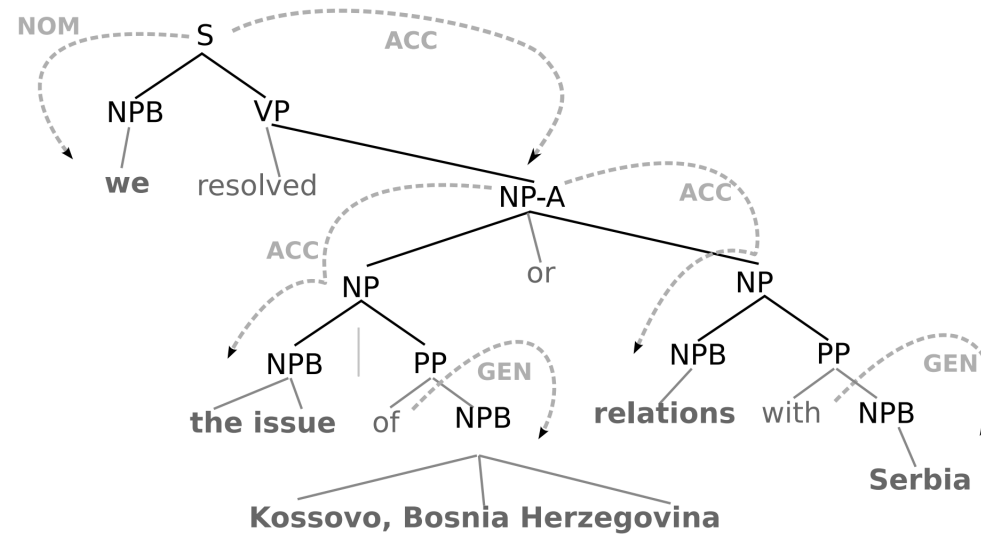 NOM S ACC
NPB VP
we resolved
NP-A ACC
ACC
or
NP NP
NPB PP GEN NPB PP GEN
the issue of NPB relations with NPB
Serbia
Kossovo, Bosnia Herzegovina